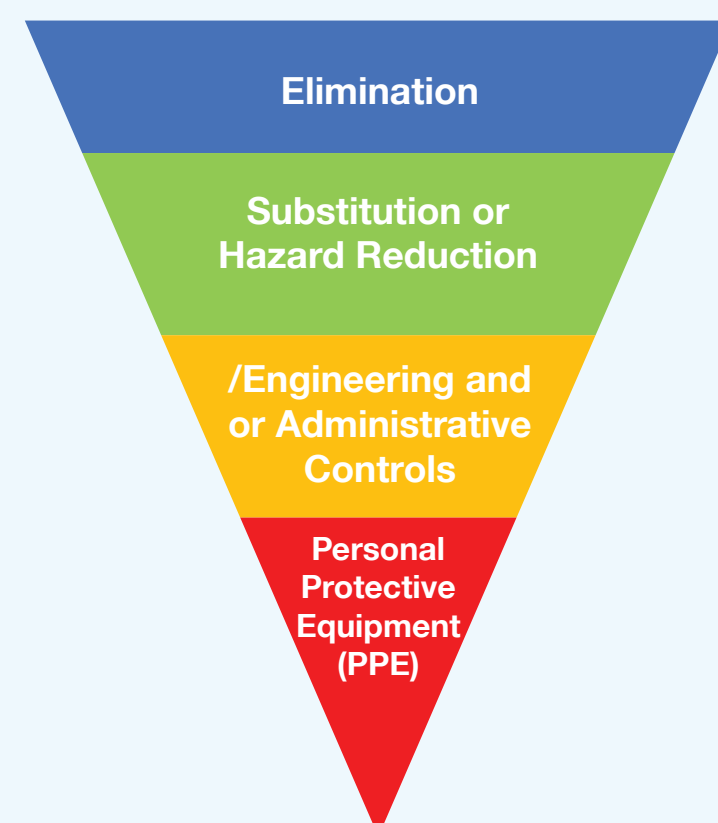 Elimination
Substitution or
Hazard Reduction
/Engineering and
or Administrative
Controls
Personal
Protective
Equipment
(PPE)